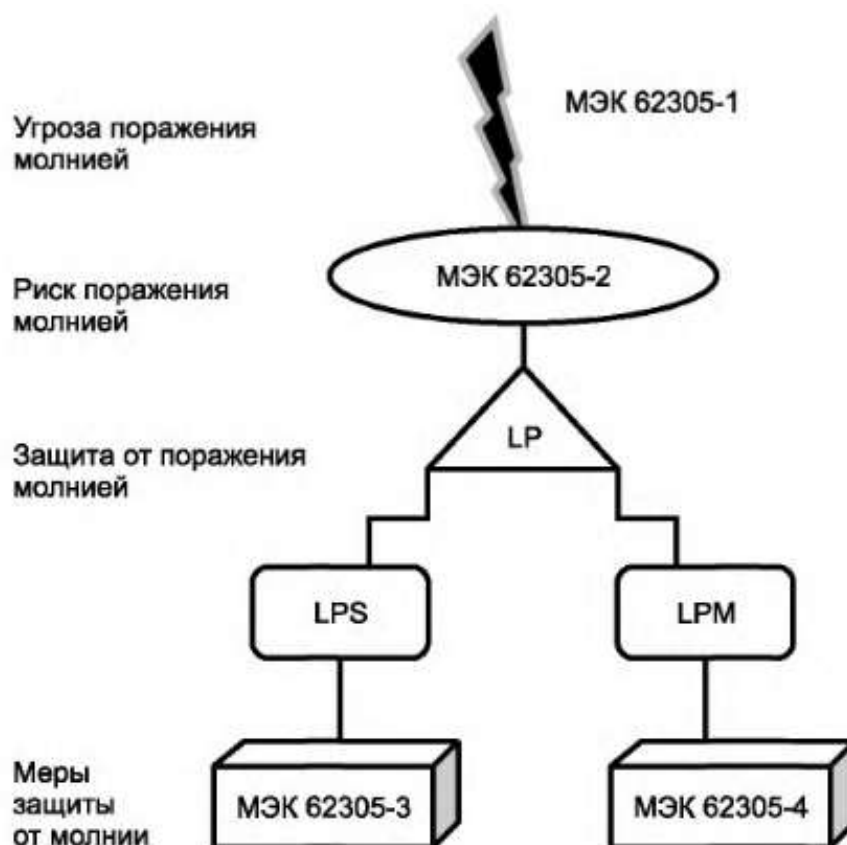 МЭК 62305-1
Угроза поражения
молнией
МЭК 62305-2
Риск поражения
молнией
LP
Защита от поражения
молнией
LPS
LPM
Меры
защиты
от молнии
МЭК 62305-3
МЭК 62305-4